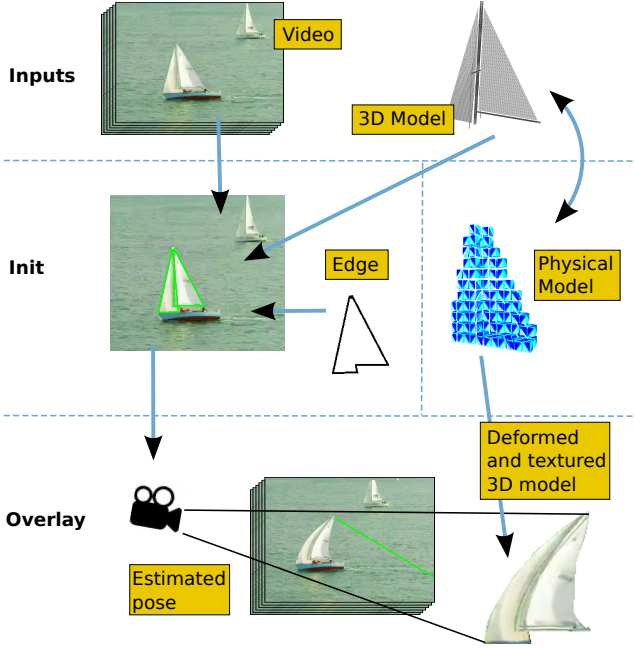 Video
Inputs
3D Model
Init
Edge
Physical
Model
Deformed
and textured
3D model
Overlay
Estimated
pose